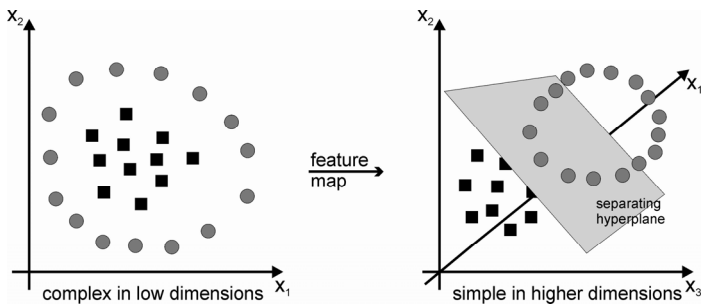 X2
X1
complex in low dimensions
feature
map
X2
X1
separating
hyperplane
X3
simple in higher dimensions